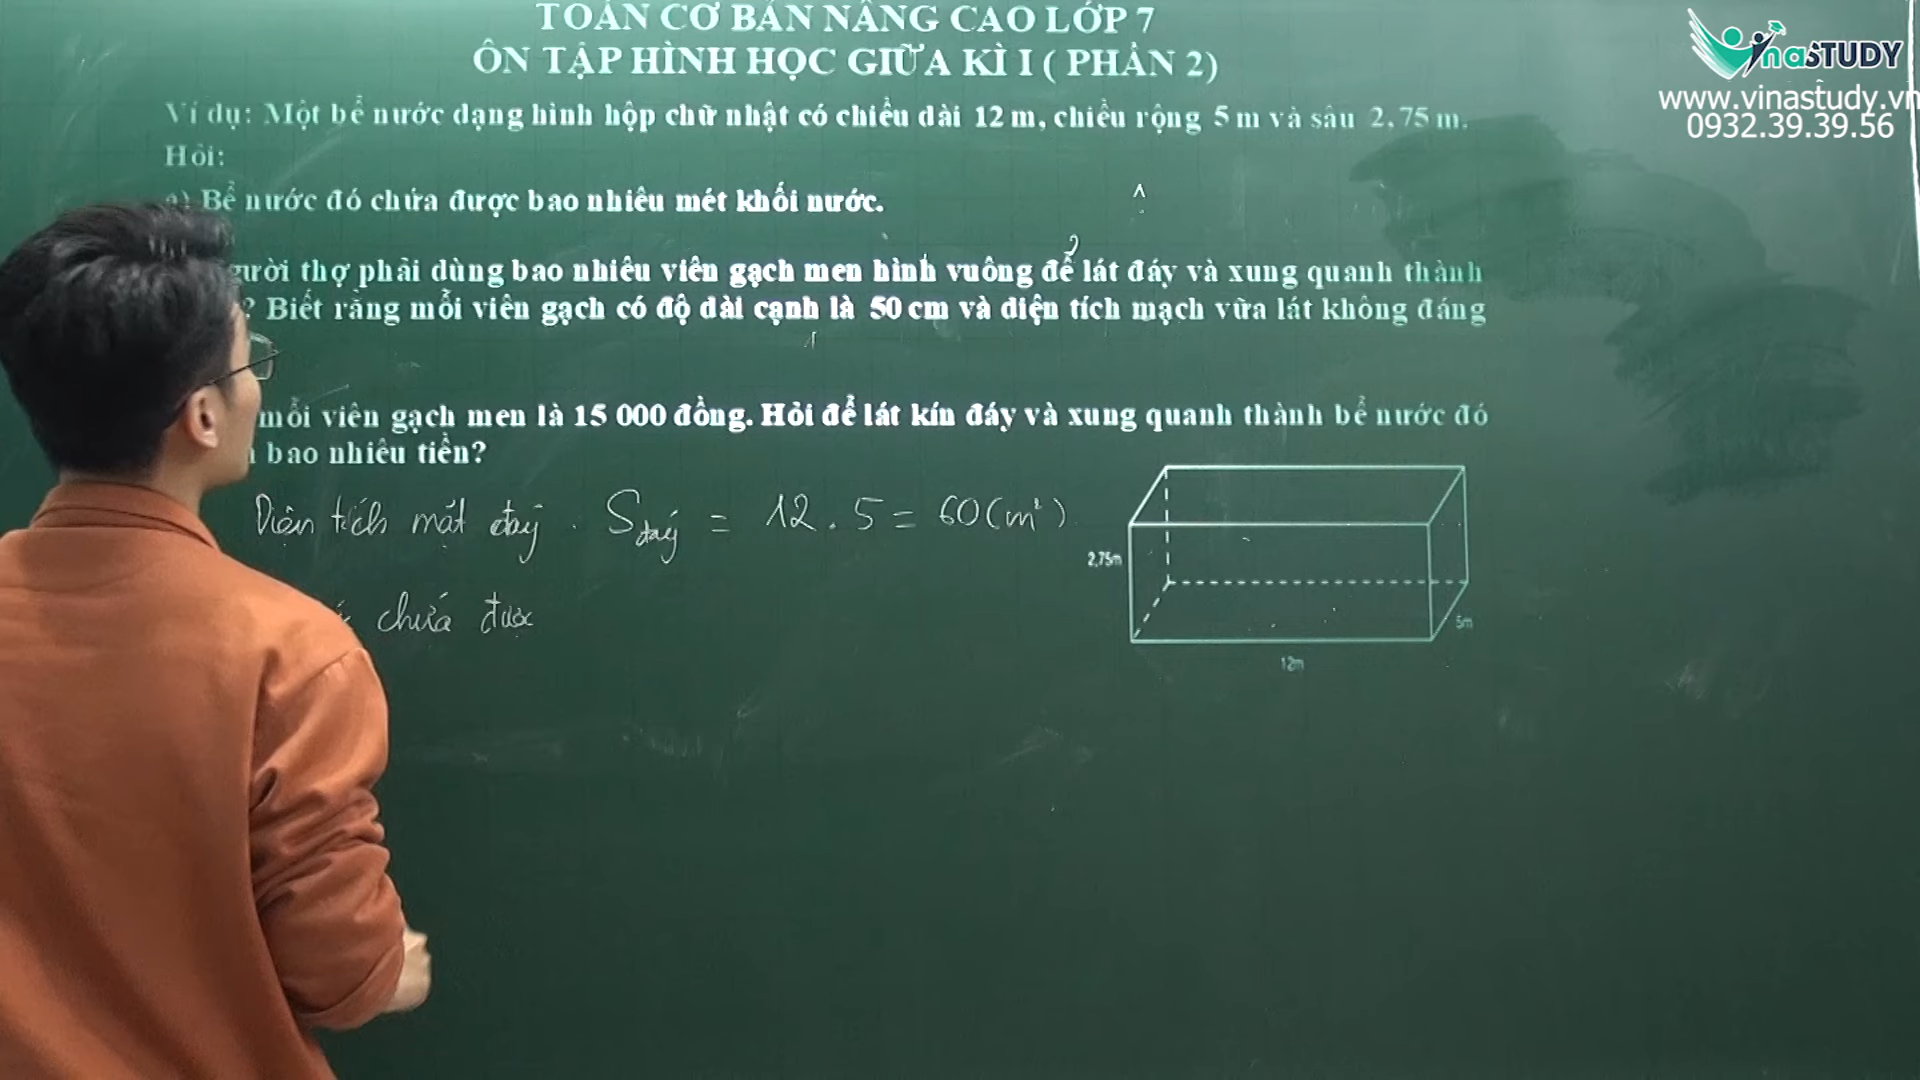 TOÁN CƠ BẢN NÂNG CAO LỚP 7
ÔN TẬP HÌNH HỌC GIỮA KÌ I ( PHẦN 2)
VinaSTUDY
www.vinastudy.vn
0932.39.39.56
Ví dụ: Một bể nước dạng hình hộp chữ nhật có chiều dài 12 m, chiều rộng 5 m và sâu 2,75 m.
Hỏi:
a) Bể nước đó chứa được bao nhiêu mét khối nước.
thợ phải dùng bao nhiêu viên gạch men hình vuông để lát đáy và xung quanh thành
? Biết rằng mỗi viên gạch có độ dài cạnh là 50 cm và diện tích mạch vữa lát không đáng
mỗi viên gạch men là 15 000 đồng. Hỏi để lát kín đáy và xung quanh thành bể nước đó
bao nhiêu tiền?
Diện tích mặt đáy. Sđáy = 12 . 5 = 60 (m²)
chứa được
2,75m
5m
12m